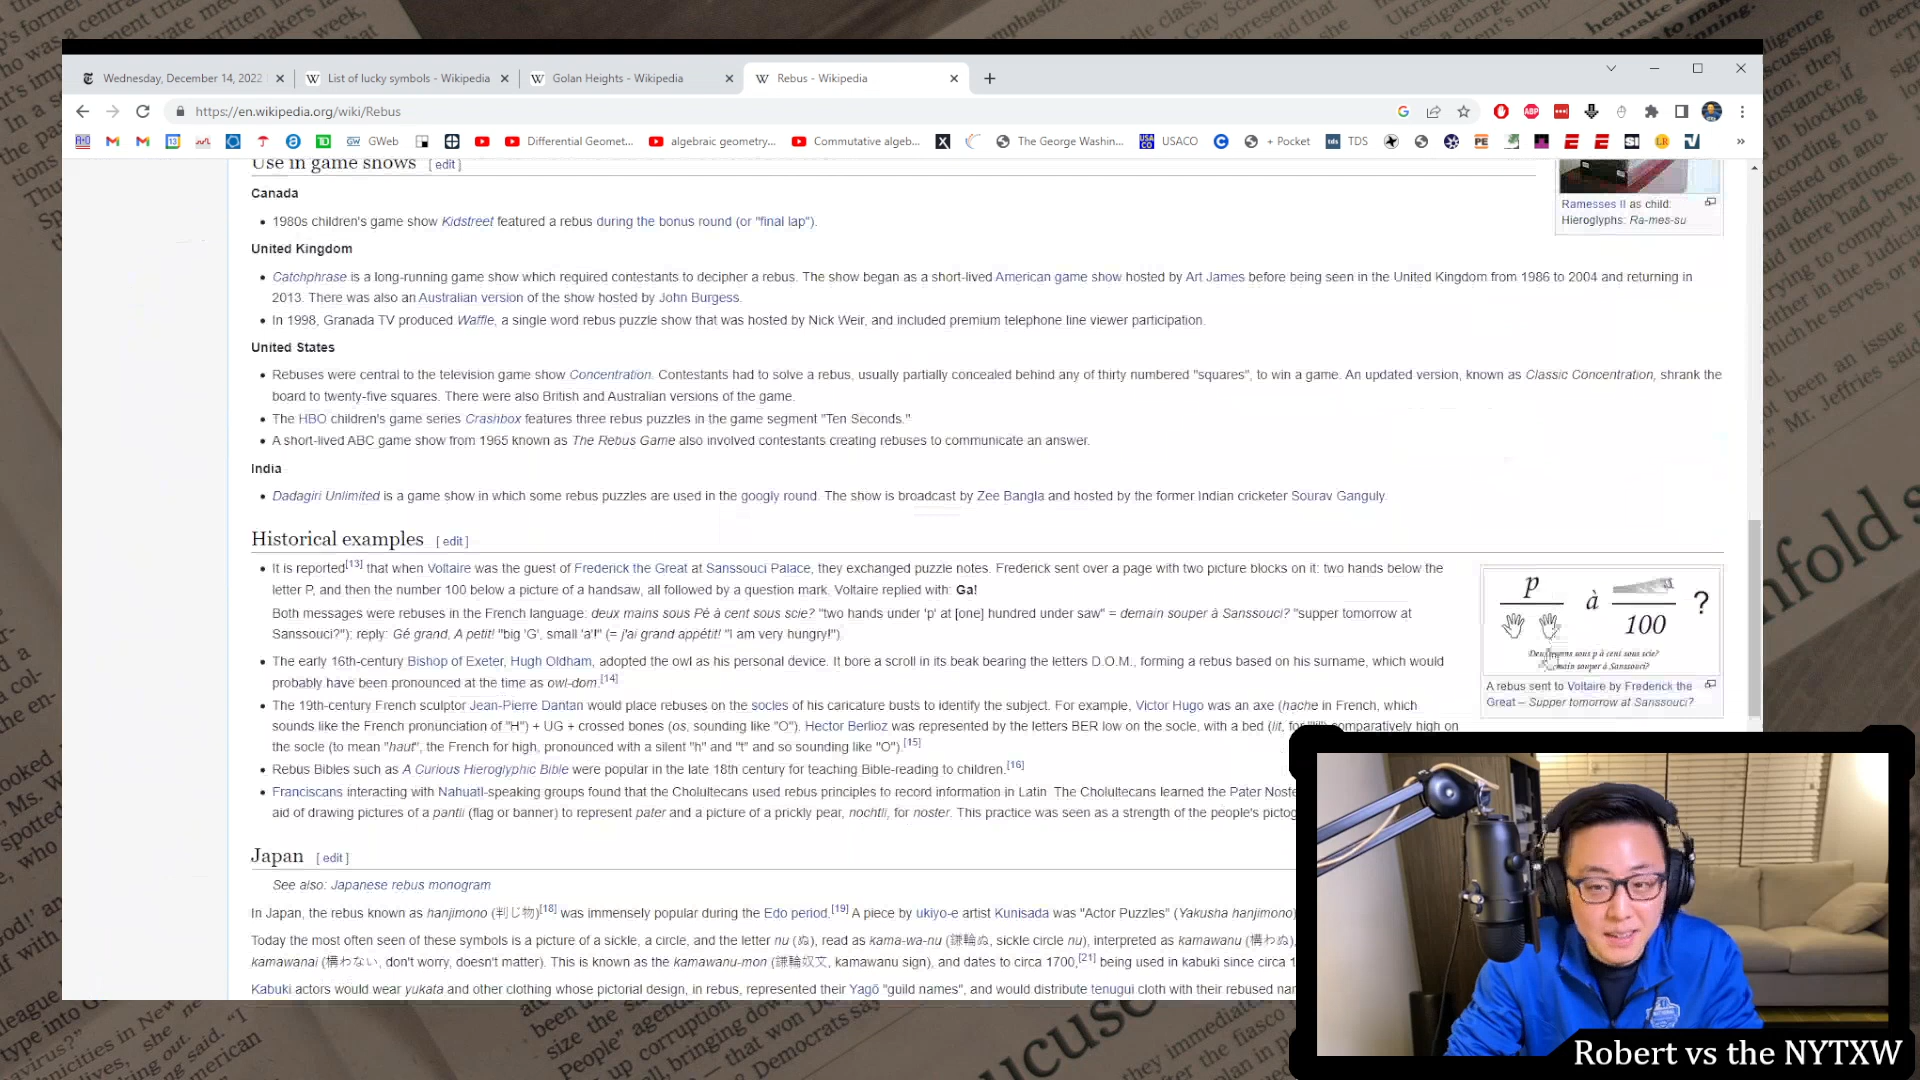 Wednesday, December 14, 2022
List of lucky symbols - Wikipedia
Golan Heights - Wikipedia
Rebus - Wikipedia
https://en.wikipedia.org/wiki/Rebus
GWeb
Differential Geomet...
algebraic geometry...
Commutative algeb...
The George Washin...
USACO
+ Pocket
TDS
Use in game shows [ edit ]
Canada
1980s children's game show Kidstreet featured a rebus during the bonus round (or "final lap").
United Kingdom
Catchphrase is a long-running game show which required contestants to decipher a rebus. The show began as a short-lived American game show hosted by Art James before being seen in the United Kingdom from 1986 to 2004 and returning in
2013. There was also an Australian version of the show hosted by John Burgess.
In 1998, Granada TV produced Waffle, a single word rebus puzzle show that was hosted by Nick Weir, and included premium telephone line viewer participation.
United States
Rebuses were central to the television game show Concentration. Contestants had to solve a rebus, usually partially concealed behind any of thirty numbered "squares", to win a game. An updated version, known as Classic Concentration, shrank the
board to twenty-five squares. There were also British and Australian versions of the game.
The HBO children's game series Crashbox features three rebus puzzles in the game segment "Ten Seconds."
A short-lived ABC game show from 1965 known as The Rebus Game also involved contestants creating rebuses to communicate an answer.
India
Dadagiri Unlimited is a game show in which some rebus puzzles are used in the googly round. The show is broadcast by Zee Bangla and hosted by the former Indian cricketer Sourav Ganguly.
Ramesses II as child:
Hieroglyphs: Ra-mes-su
Historical examples [ edit ]
It is reported[13] that when Voltaire was the guest of Frederick the Great at Sanssouci Palace, they exchanged puzzle notes. Frederick sent over a page with two picture blocks on it: two hands below the
letter P, and then the number 100 below a picture of a handsaw, all followed by a question mark. Voltaire replied with: Ga!
Both messages were rebuses in the French language: deux mains sous Pé à cent sous scie? "two hands under 'p' at [one] hundred under saw" = demain souper à Sanssouci? "supper tomorrow at
Sanssouci?"); reply: Gé grand, A petit! "big 'G', small 'a'!" (= j'ai grand appétit! "I am very hungry!").
The early 16th-century Bishop of Exeter, Hugh Oldham, adopted the owl as his personal device. It bore a scroll in its beak bearing the letters D.O.M., forming a rebus based on his surname, which would
probably have been pronounced at the time as owl-dom.[14]
The 19th-century French sculptor Jean-Pierre Dantan would place rebuses on the socles of his caricature busts to identify the subject. For example, Victor Hugo was an axe (hache in French, which
sounds like the French pronunciation of "H") + UG + crossed bones (os, sounding like "O"). Hector Berlioz was represented by the letters BER low on the socle, with a bed (lit, for comparatively high on
the socle (to mean "haut", the French for high, pronounced with a silent "h" and "t" and so sounding like "O").[15]
Rebus Bibles such as A Curious Hieroglyphic Bible were popular in the late 18th century for teaching Bible-reading to children.[16]
Franciscans interacting with Nahuatl-speaking groups found that the Cholultecans used rebus principles to record information in Latin The Cholultecans learned the Pater Noste
aid of drawing pictures of a pantli (flag or banner) to represent pater and a picture of a prickly pear, nochtli, for noster. This practice was seen as a strength of the people's pictog
p à 100 ?
sous p à cent sous scie?
souper à Sanssouci?
A rebus sent to Voltaire by Frederick the
Great – Supper tomorrow at Sanssouci?
Japan [ edit ]
See also: Japanese rebus monogram
In Japan, the rebus known as hanjimono (判じ物)[18] was immensely popular during the Edo period.[19] A piece by ukiyo-e artist Kunisada was "Actor Puzzles" (Yakusha hanjimono)
Today the most often seen of these symbols is a picture of a sickle, a circle, and the letter nu (ぬ), read as kama-wa-nu (鎌輪ぬ, sickle circle nu), interpreted as kamawanu (構わぬ),
kamawanai (構わない, don't worry, doesn't matter). This is known as the kamawanu-mon (鎌輪奴文, kamawanu sign), and dates to circa 1700,[21] being used in kabuki since circa 1
Kabuki actors would wear yukata and other clothing whose pictorial design, in rebus, represented their Yagō "guild names", and would distribute tenugui cloth with their rebused nam
Robert vs the NYTXW